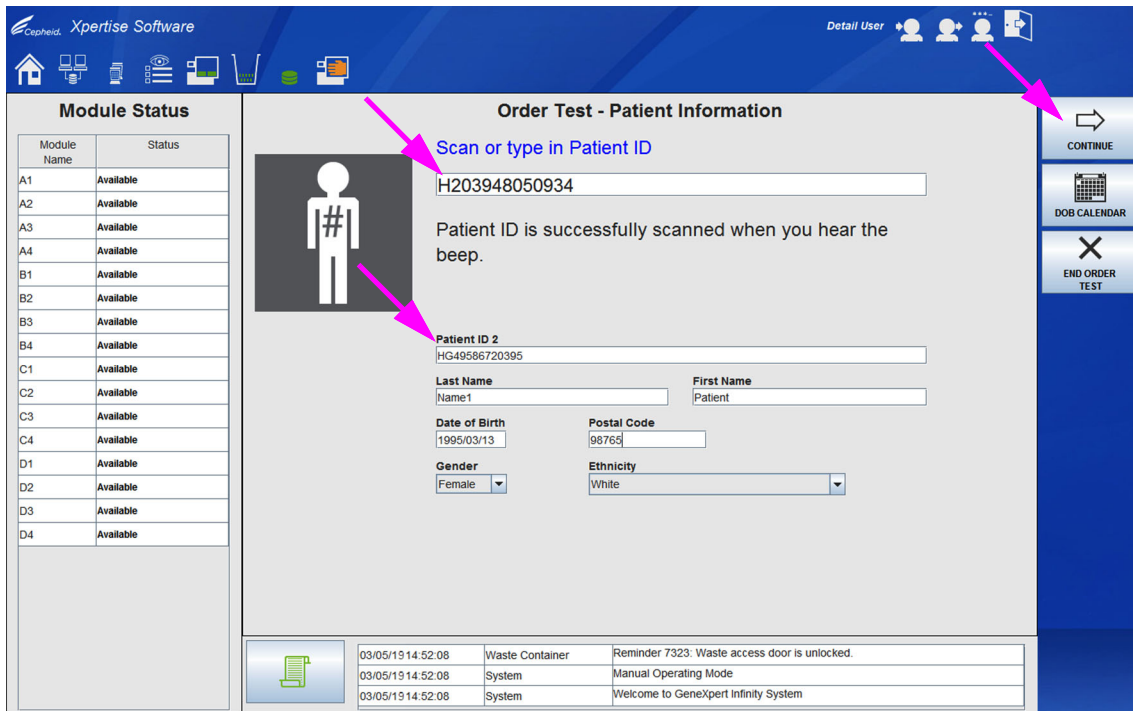 Cepheid. Xpertise Software
Detail User
Module Status
Module Name Status
A1 Available
A2 Available
A3 Available
A4 Available
B1 Available
B2 Available
B3 Available
B4 Available
C1 Available
C2 Available
C3 Available
C4 Available
D1 Available
D2 Available
D3 Available
D4 Available
Order Test - Patient Information
Scan or type in Patient ID
H203948050934
#
Patient ID is successfully scanned when you hear the
beep.
Patient ID 2
HG49586720395
Last Name First Name
Name1 Patient
Date of Birth Postal Code
1995/03/13 98765
Gender Ethnicity
Female White
CONTINUE
DOB CALENDAR
END ORDER
TEST
03/05/19 14:52:08 Waste Container Reminder 7323: Waste access door is unlocked.
03/05/19 14:52:08 System Manual Operating Mode
03/05/19 14:52:08 System Welcome to GeneXpert Infinity System